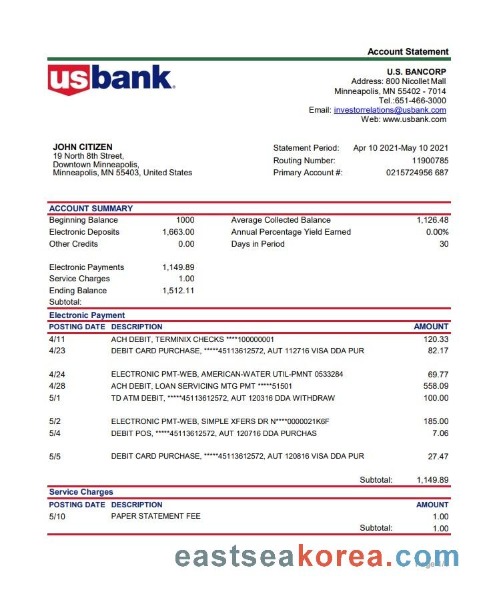 Account Statement
usbank.
U.S. BANCORP
Address: 800 Nicollet Mall
Minneapolis, MN 55402 - 7014
Tel.:651-466-3000
Email: investorrelations@usbank.com
Web: www.usbank.com
JOHN CITIZEN
19 North 8th Street,
Downtown Minneapolis,
Minneapolis, MN 55403, United States
Statement Period: Apr 10 2021-May 10 2021
Routing Number: 11900785
Primary Account #: 0215724956 687
ACCOUNT SUMMARY
Beginning Balance 1000 Average Collected Balance 1,126.48
Electronic Deposits 1,663.00 Annual Percentage Yield Earned 0.00%
Other Credits 0.00 Days in Period 30
Electronic Payments 1,149.89
Service Charges 1.00
Ending Balance 1,512.11
Subtotal:
Electronic Payment
POSTING DATE DESCRIPTION AMOUNT
4/11 ACH DEBIT, TERMINIX CHECKS ****100000001 120.33
4/23 DEBIT CARD PURCHASE, *****45113612572, AUT 112716 VISA DDA PUR 82.17
4/24 ELECTRONIC PMT-WEB, AMERICAN-WATER UTIL-PMNT 0533284 69.77
4/28 ACH DEBIT, LOAN SERVICING MTG PMT *****51501 558.09
5/1 TD ATM DEBIT, *****45113612572, AUT 120316 DDA WITHDRAW 100.00
5/2 ELECTRONIC PMT-WEB, SIMPLE XFERS DR N****0000021K6F 185.00
5/4 DEBIT POS, *****45113612572, AUT 120716 DDA PURCHAS 7.06
5/5 DEBIT CARD PURCHASE, *****45113612572, AUT 120816 VISA DDA PUR 27.47
Subtotal: 1,149.89
Service Charges
POSTING DATE DESCRIPTION AMOUNT
5/10 PAPER STATEMENT FEE 1.00
Subtotal: 1.00
eastseakorea.com